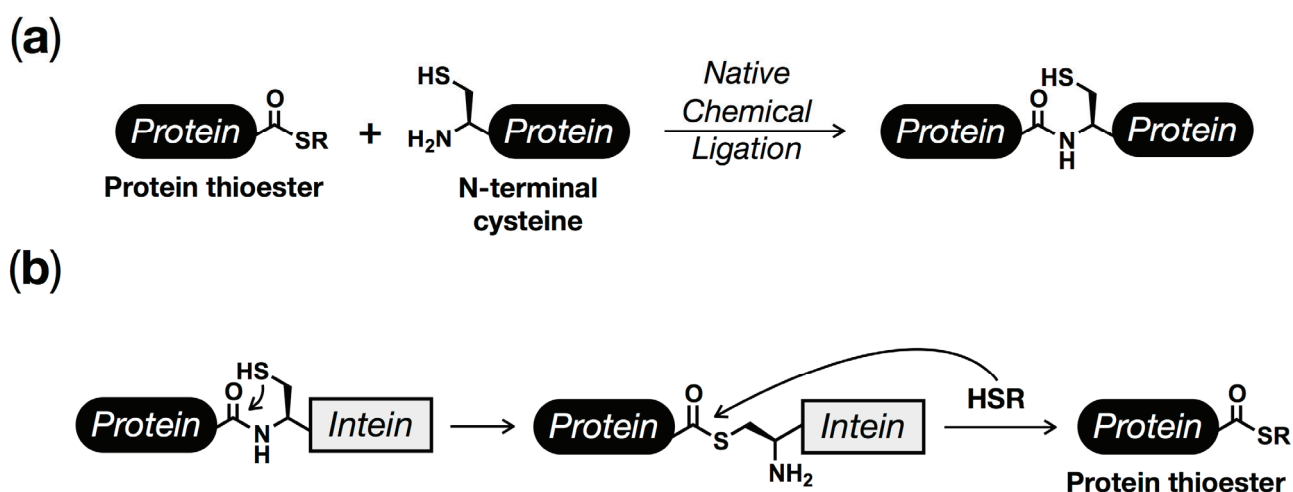 (a)
HS
O
Protein
SR
+
H₂N
Protein
Native
Chemical
Ligation
HS
O
Protein
N
H
Protein
Protein thioester
N-terminal
cysteine
(b)
HS
O
Protein
N
H
Intein
O
Protein
S
NH₂
Intein
HSR
O
Protein
SR
Protein thioester